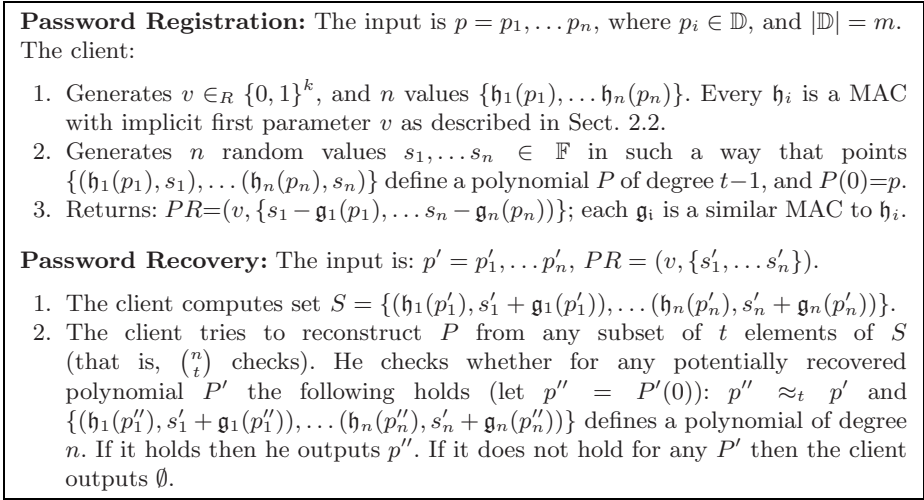 Password Registration: The input is p = p₁, . . . pₙ, where pᵢ ∈ 𝔻, and |𝔻| = m.
The client:
1. Generates v ∈_R {0, 1}^k, and n values {𝔥₁(p₁), . . . 𝔥ₙ(pₙ)}. Every 𝔥ᵢ is a MAC
with implicit first parameter v as described in Sect. 2.2.
2. Generates n random values s₁, . . . sₙ ∈ 𝔽 in such a way that points
{(𝔥₁(p₁), s₁), . . . (𝔥ₙ(pₙ), sₙ)} define a polynomial P of degree t−1, and P(0)=p.
3. Returns: PR=(v, {s₁ − 𝔤₁(p₁), . . . sₙ − 𝔤ₙ(pₙ))}; each 𝔤ᵢ is a similar MAC to 𝔥ᵢ.
Password Recovery: The input is: p′ = p′₁, . . . p′ₙ, PR = (v, {s′₁, . . . s′ₙ}).
1. The client computes set S = {(𝔥₁(p′₁), s′₁ + 𝔤₁(p′₁)), . . . (𝔥ₙ(p′ₙ), s′ₙ + 𝔤ₙ(p′ₙ))}.
2. The client tries to reconstruct P from any subset of t elements of S
(that is, (n t) checks). He checks whether for any potentially recovered
polynomial P′ the following holds (let p″ = P′(0)): p″ ≈ₜ p′ and
{(𝔥₁(p″₁), s′₁ + 𝔤₁(p″₁)), . . . (𝔥ₙ(p″ₙ), s′ₙ + 𝔤ₙ(p″ₙ))} defines a polynomial of degree
n. If it holds then he outputs p″. If it does not hold for any P′ then the client
outputs ∅.